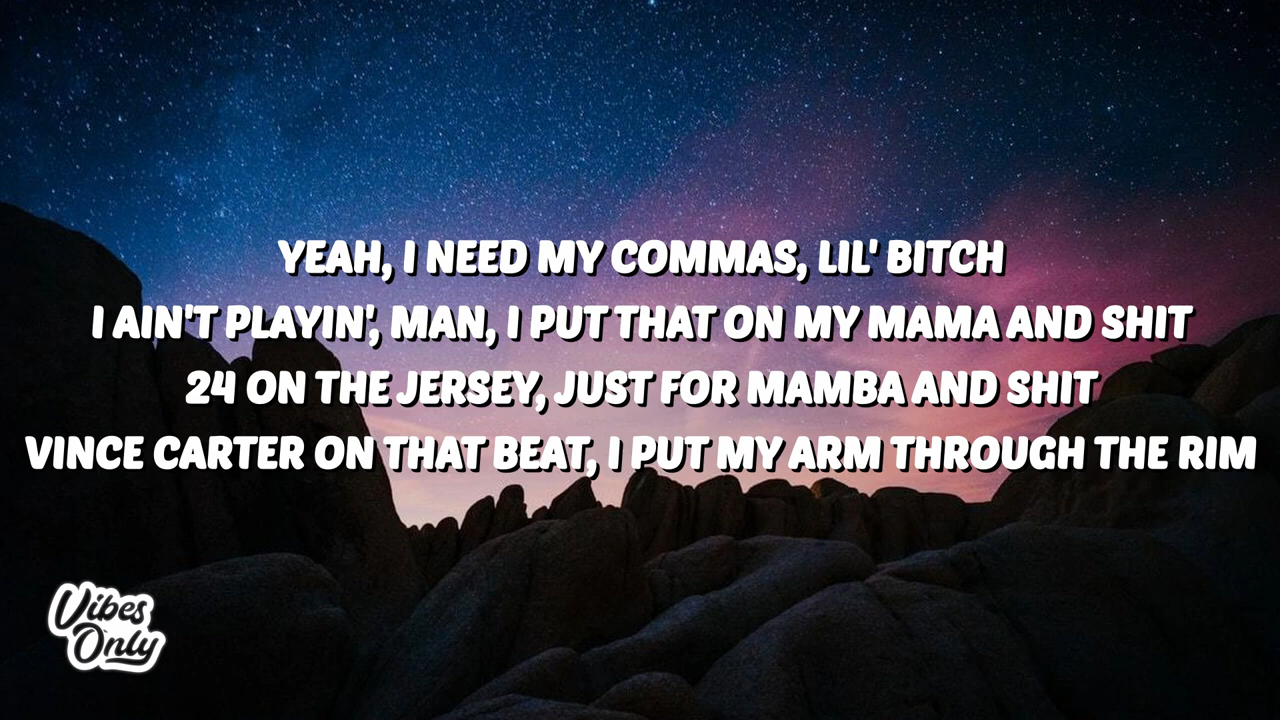 YEAH, I NEED MY COMMAS, LIL' BITCH
I AIN'T PLAYIN', MAN, I PUT THAT ON MY MAMA AND SHIT
24 ON THE JERSEY, JUST FOR MAMBA AND SHIT
VINCE CARTER ON THAT BEAT, I PUT MY ARM THROUGH THE RIM
Vibes
Only